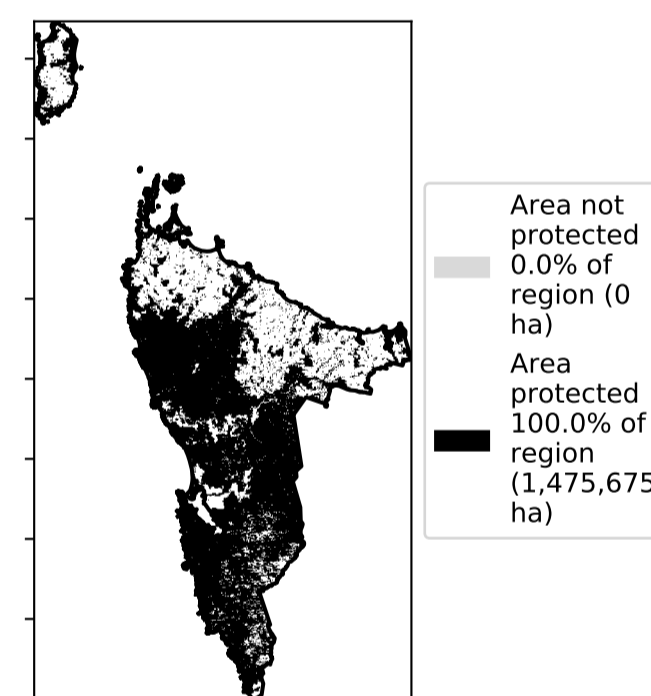 Area not
protected
0.0% of
region (0
ha)
Area
protected
100.0% of
region
(1,475,675
ha)